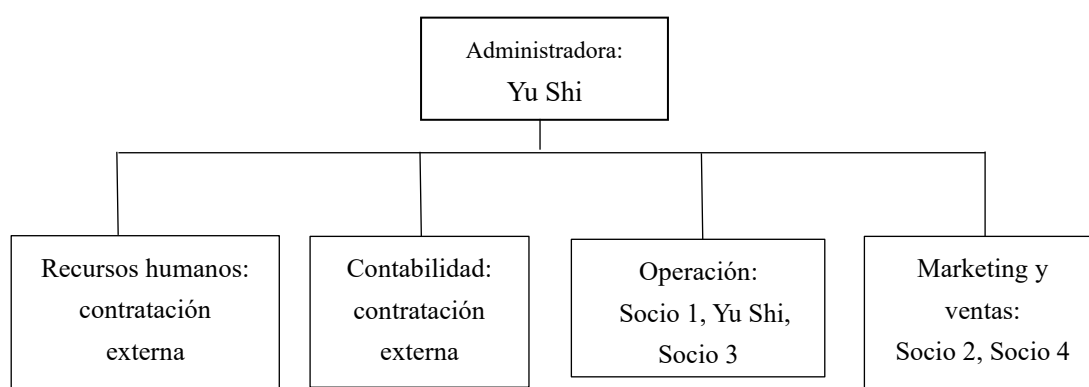 Administradora:
Yu Shi
Recursos humanos:
contratación
externa
Contabilidad:
contratación
externa
Operación:
Socio 1, Yu Shi,
Socio 3
Marketing y
ventas:
Socio 2, Socio 4